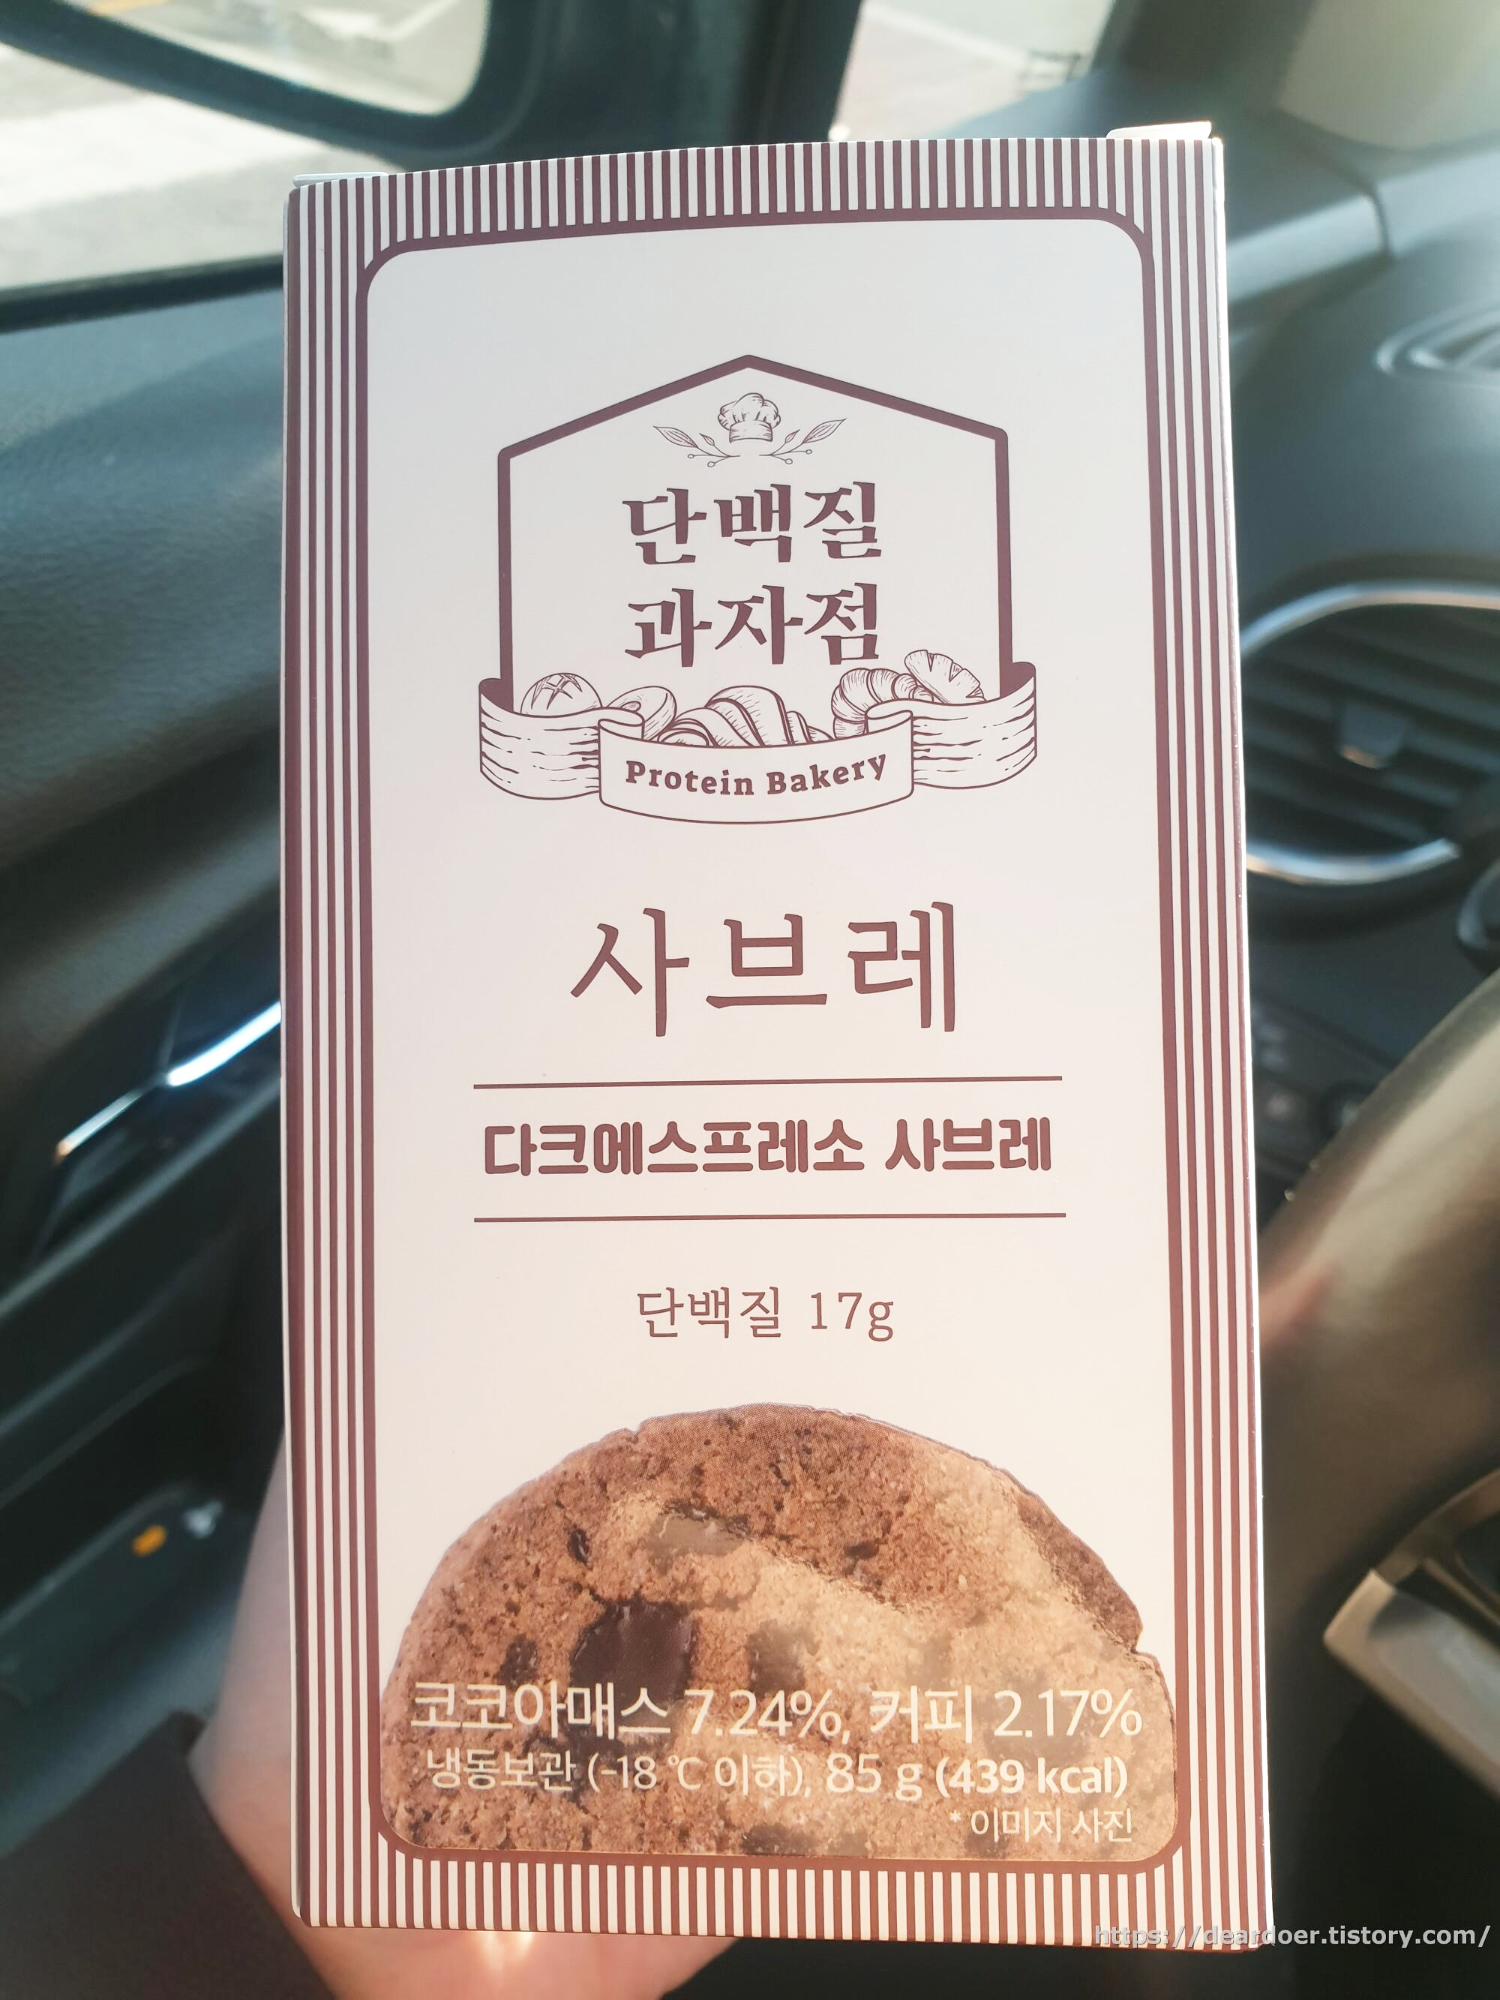 단백질
과자점
Protein Bakery
사브레
다크에스프레소 사브레
단백질 17g
코코아매스 7.24%, 커피 2.17%
냉동보관 (-18 ℃ 이하), 85 g (439 kcal)
* 이미지 사진
https://deardoer.tistory.com/